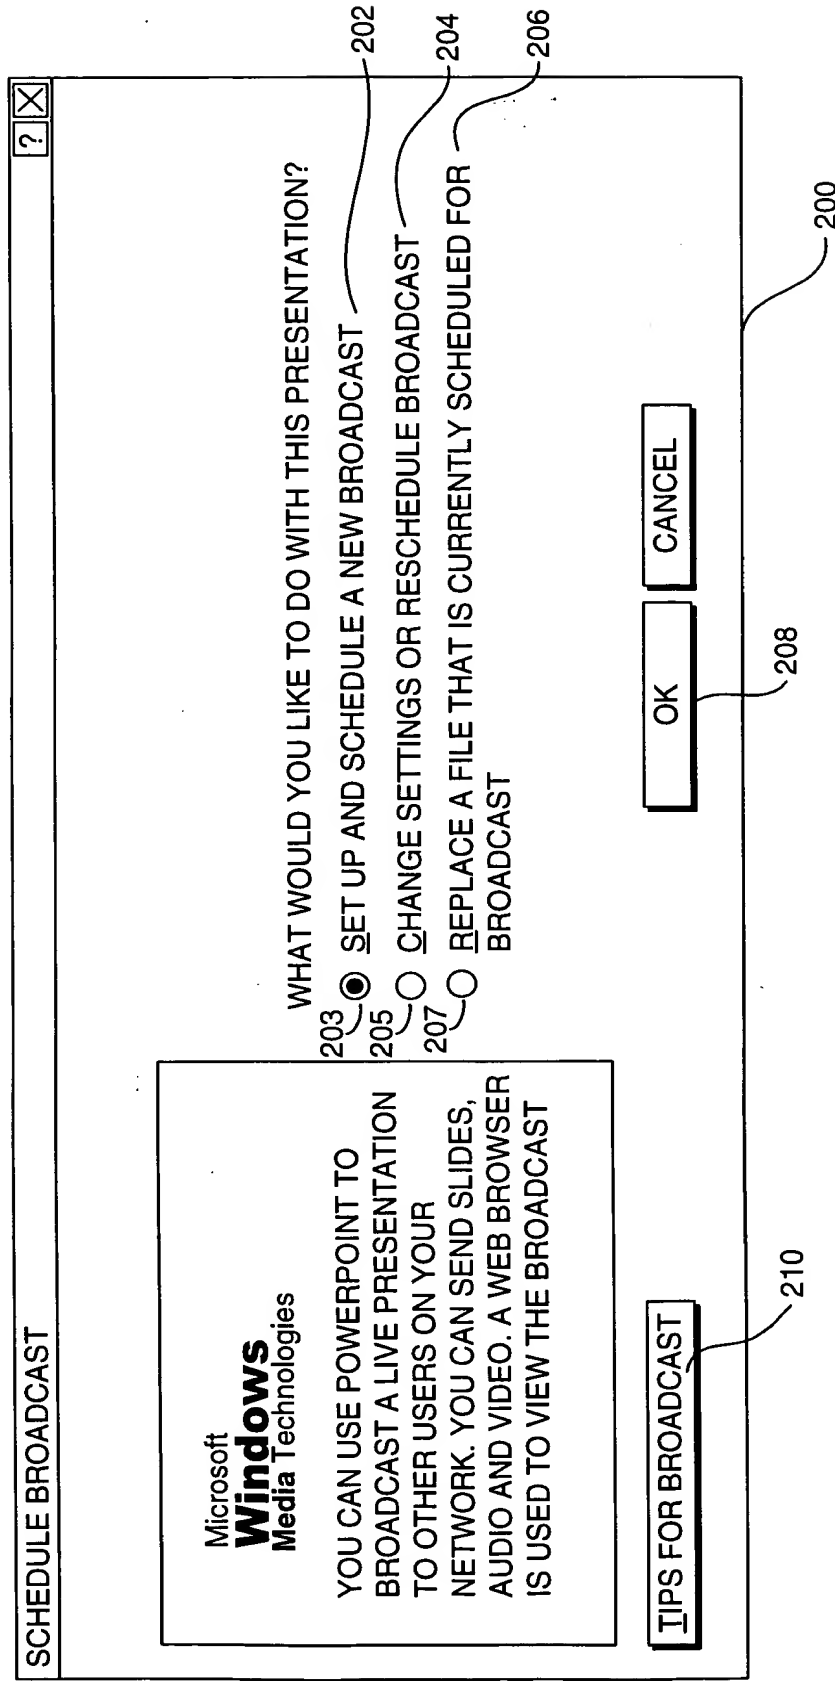 SCHEDULE BROADCAST
?
Microsoft
Windows
Media Technologies
YOU CAN USE POWERPOINT TO
BROADCAST A LIVE PRESENTATION
TO OTHER USERS ON YOUR
NETWORK. YOU CAN SEND SLIDES,
AUDIO AND VIDEO. A WEB BROWSER
IS USED TO VIEW THE BROADCAST
WHAT WOULD YOU LIKE TO DO WITH THIS PRESENTATION?
203
SET UP AND SCHEDULE A NEW BROADCAST
202
205
CHANGE SETTINGS OR RESCHEDULE BROADCAST
204
207
REPLACE A FILE THAT IS CURRENTLY SCHEDULED FOR
BROADCAST
206
TIPS FOR BROADCAST
OK
CANCEL
210
208
200